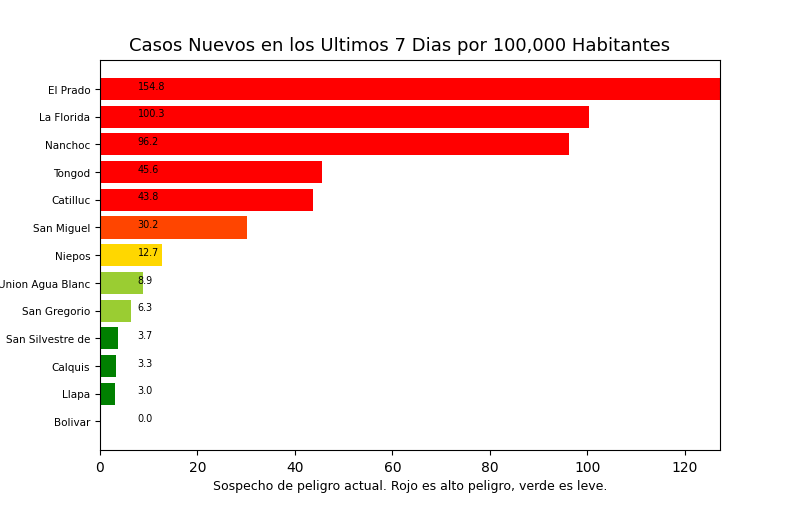 Casos Nuevos en los Ultimos 7 Dias por 100,000 Habitantes
El Prado 154.8
La Florida 100.3
Nanchoc 96.2
Tongod 45.6
Catilluc 43.8
San Miguel 30.2
Niepos 12.7
Union Agua Blanc 8.9
San Gregorio 6.3
San Silvestre de 3.7
Calquis 3.3
Llapa 3.0
Bolivar 0.0
0 20 40 60 80 100 120
Sospecho de peligro actual. Rojo es alto peligro, verde es leve.